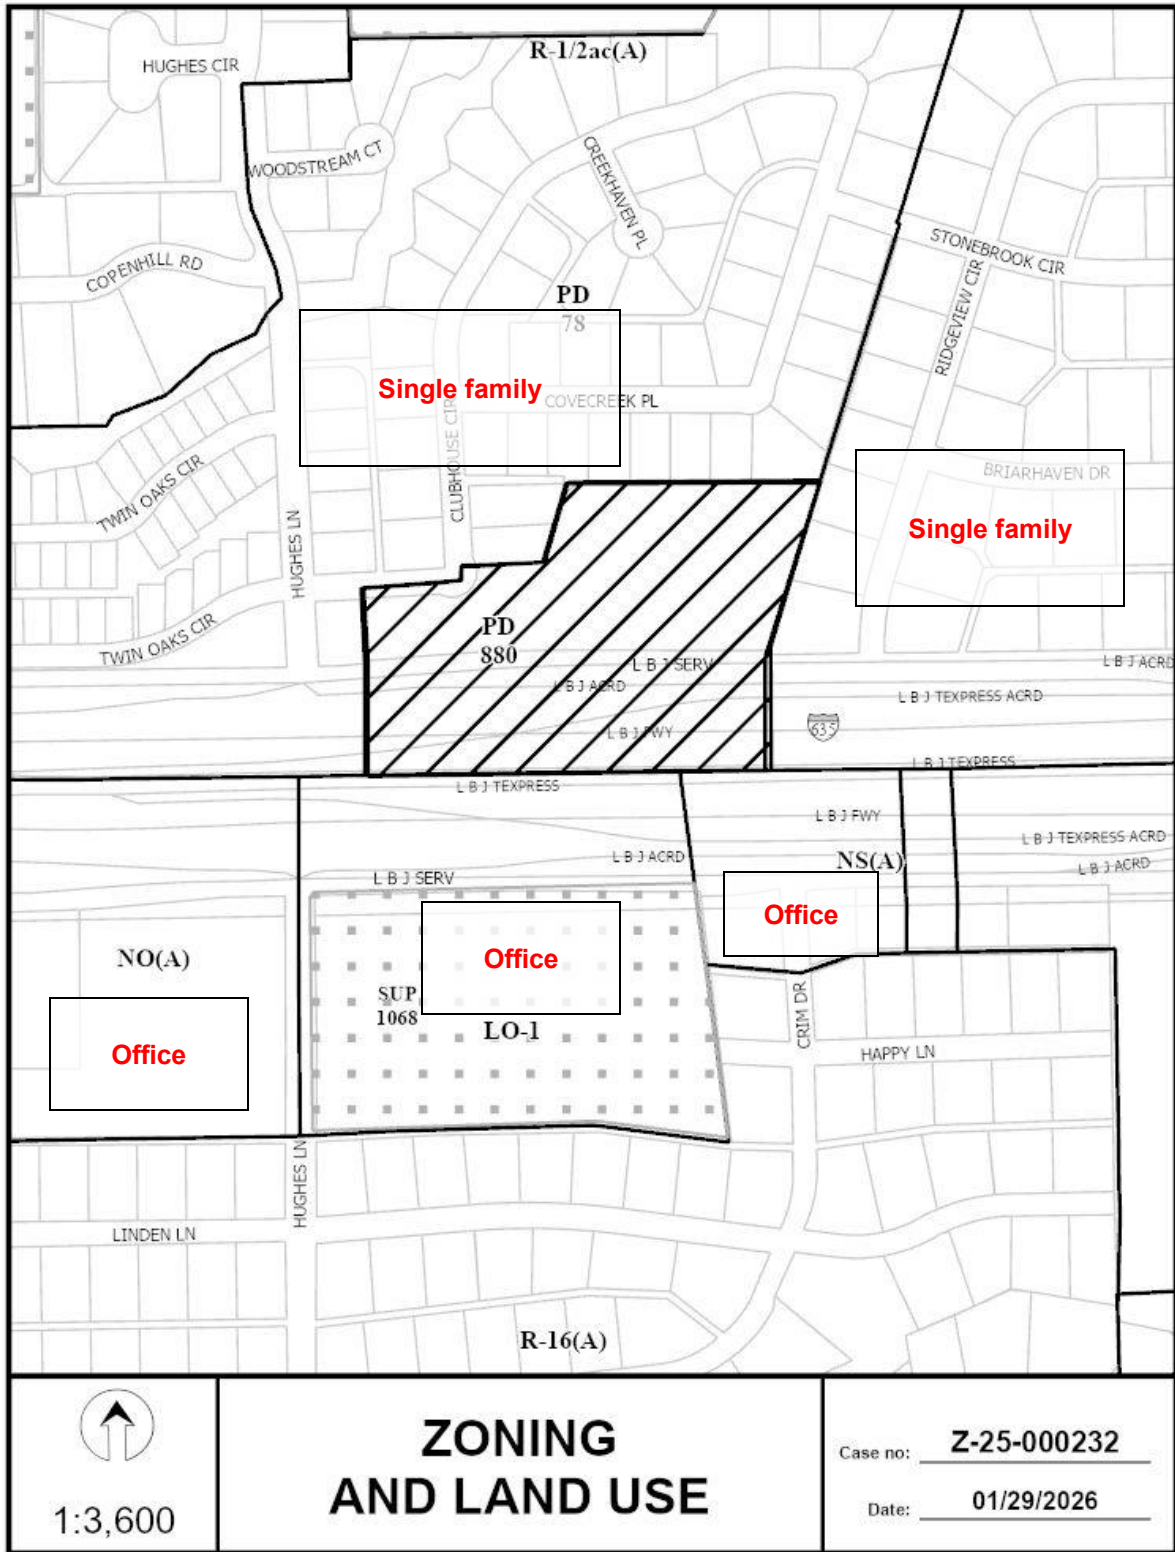 R-1/2ac(A)
HUGHES CIR
WOODSTREAM CT
CREEKHAVEN PL
COPENHILL RD
STONEBROOK CIR
RIDGEVIEW CIR
PD
78
Single family
COVECREEK PL
CLUBHOUSE CIR
BRIARHAVEN DR
Single family
TWIN OAKS CIR
HUGHES LN
TWIN OAKS CIR
PD
880
L B J SERV
L B J ACRD
L B J ACRD
L B J TEXPRESS ACRD
L B J FWY
635
L B J TEXPRESS
L B J TEXPRESS
L B J FWY
L B J TEXPRESS ACRD
L B J ACRD
L B J ACRD
L B J SERV
NS(A)
Office
NO(A)
Office
SUP
1068
LO-1
Office
CRIM DR
HAPPY LN
HUGHES LN
LINDEN LN
R-16(A)
1:3,600
ZONING
AND LAND USE
Case no: Z-25-000232
Date: 01/29/2026